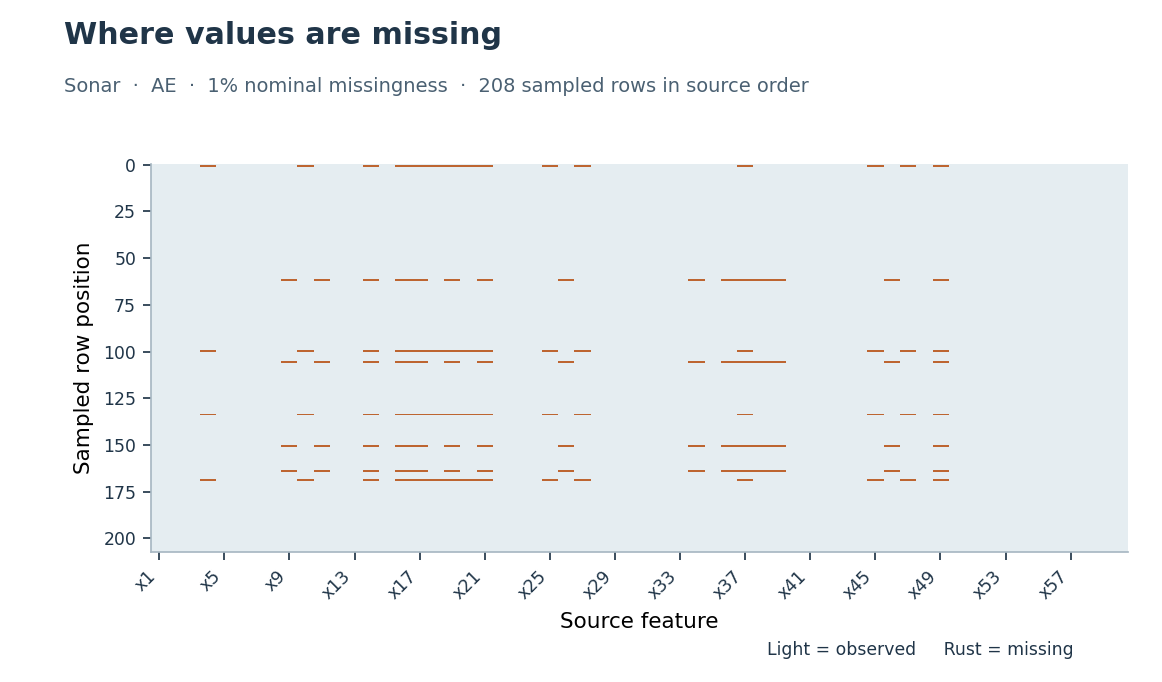 Where values are missing
Sonar · AE · 1% nominal missingness · 208 sampled rows in source order
0
25
50
75
100
125
150
175
200
Sampled row position
x1 x5 x9 x13 x17 x21 x25 x29 x33 x37 x41 x45 x49 x53 x57
Source feature
Light = observed Rust = missing